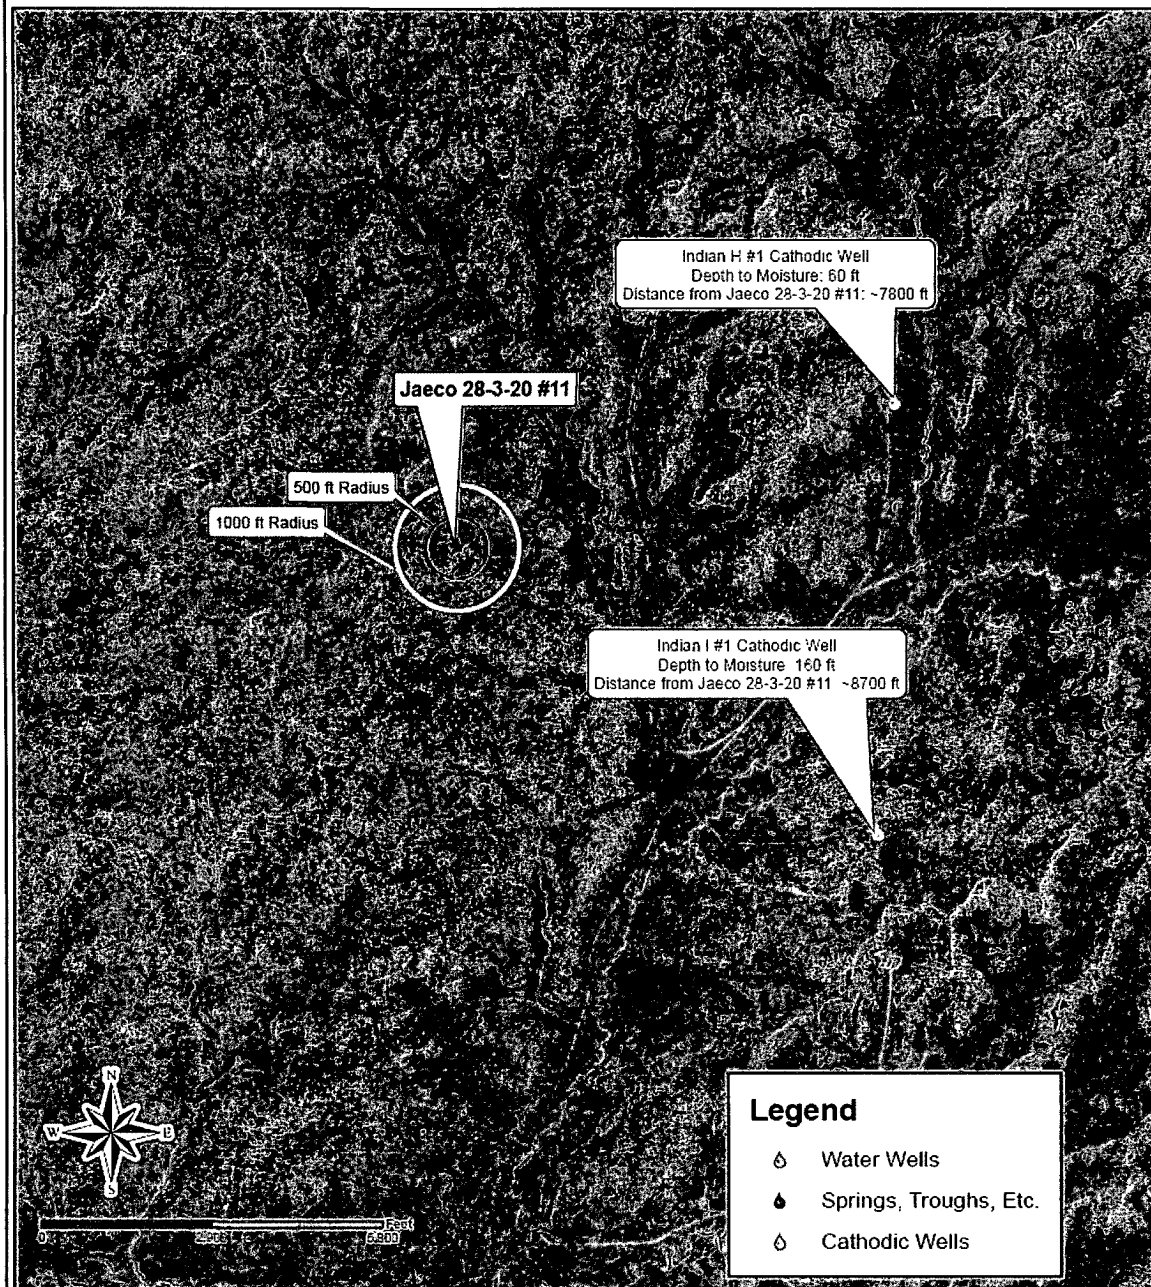 Indian H #1 Cathodic Well
Depth to Moisture: 60 ft
Distance from Jaeco 28-3-20 #11: ~7800 ft
Jaeco 28-3-20 #11
500 ft Radius
1000 ft Radius
Indian I #1 Cathodic Well
Depth to Moisture 160 ft
Distance from Jaeco 28-3-20 #11 ~8700 ft
N
W E
S
Feet
0
Legend
Water Wells
Springs, Troughs, Etc.
Cathodic Wells